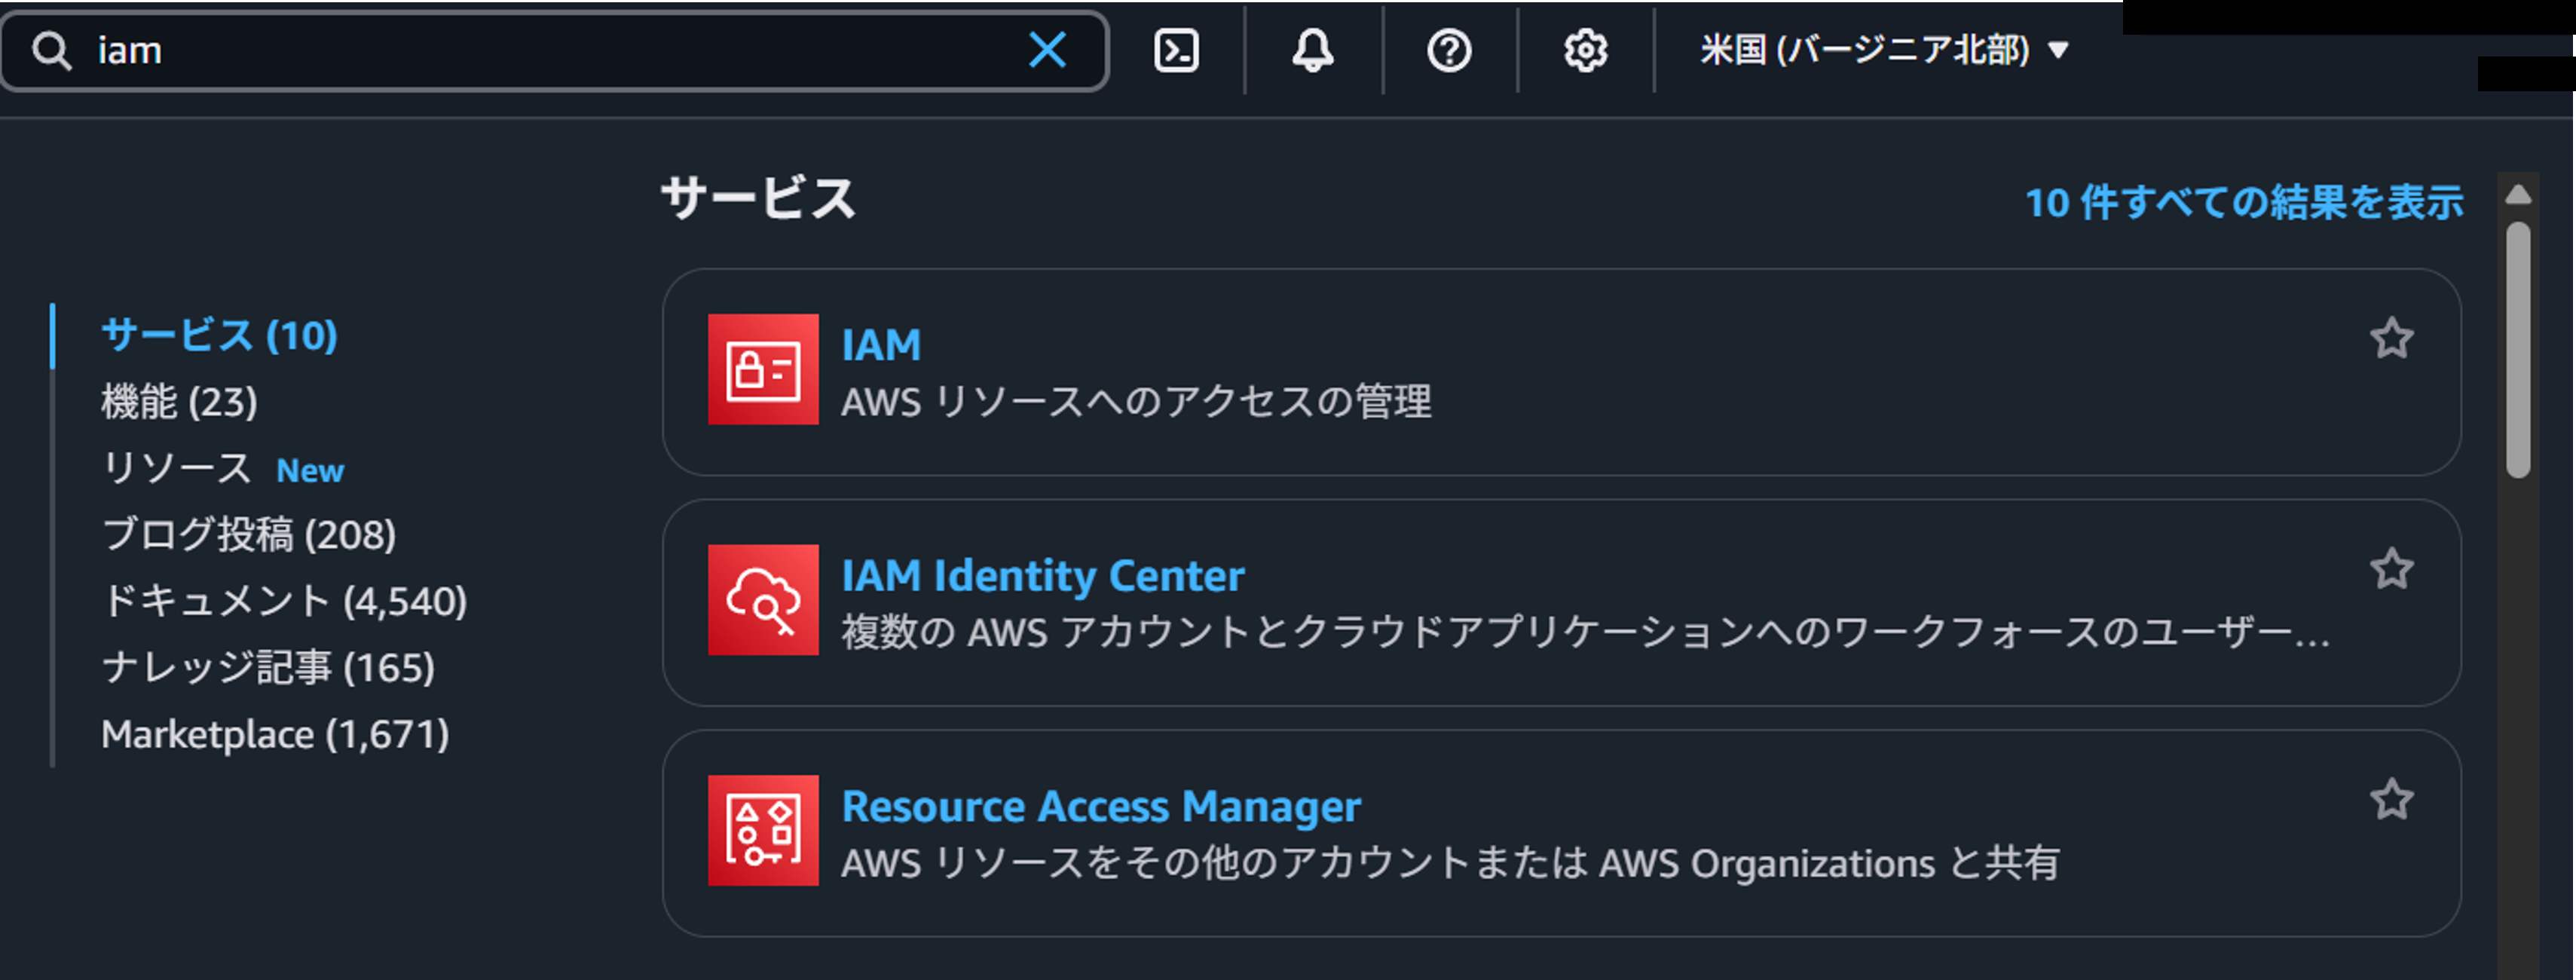 iam
米国 (バージニア北部) ▼
サービス
10 件すべての結果を表示
サービス (10)
機能 (23)
リソース New
ブログ投稿 (208)
ドキュメント (4,540)
ナレッジ記事 (165)
Marketplace (1,671)
IAM
AWS リソースへのアクセスの管理
IAM Identity Center
複数の AWS アカウントとクラウドアプリケーションへのワークフォースのユーザー...
Resource Access Manager
AWS リソースをその他のアカウントまたは AWS Organizations と共有